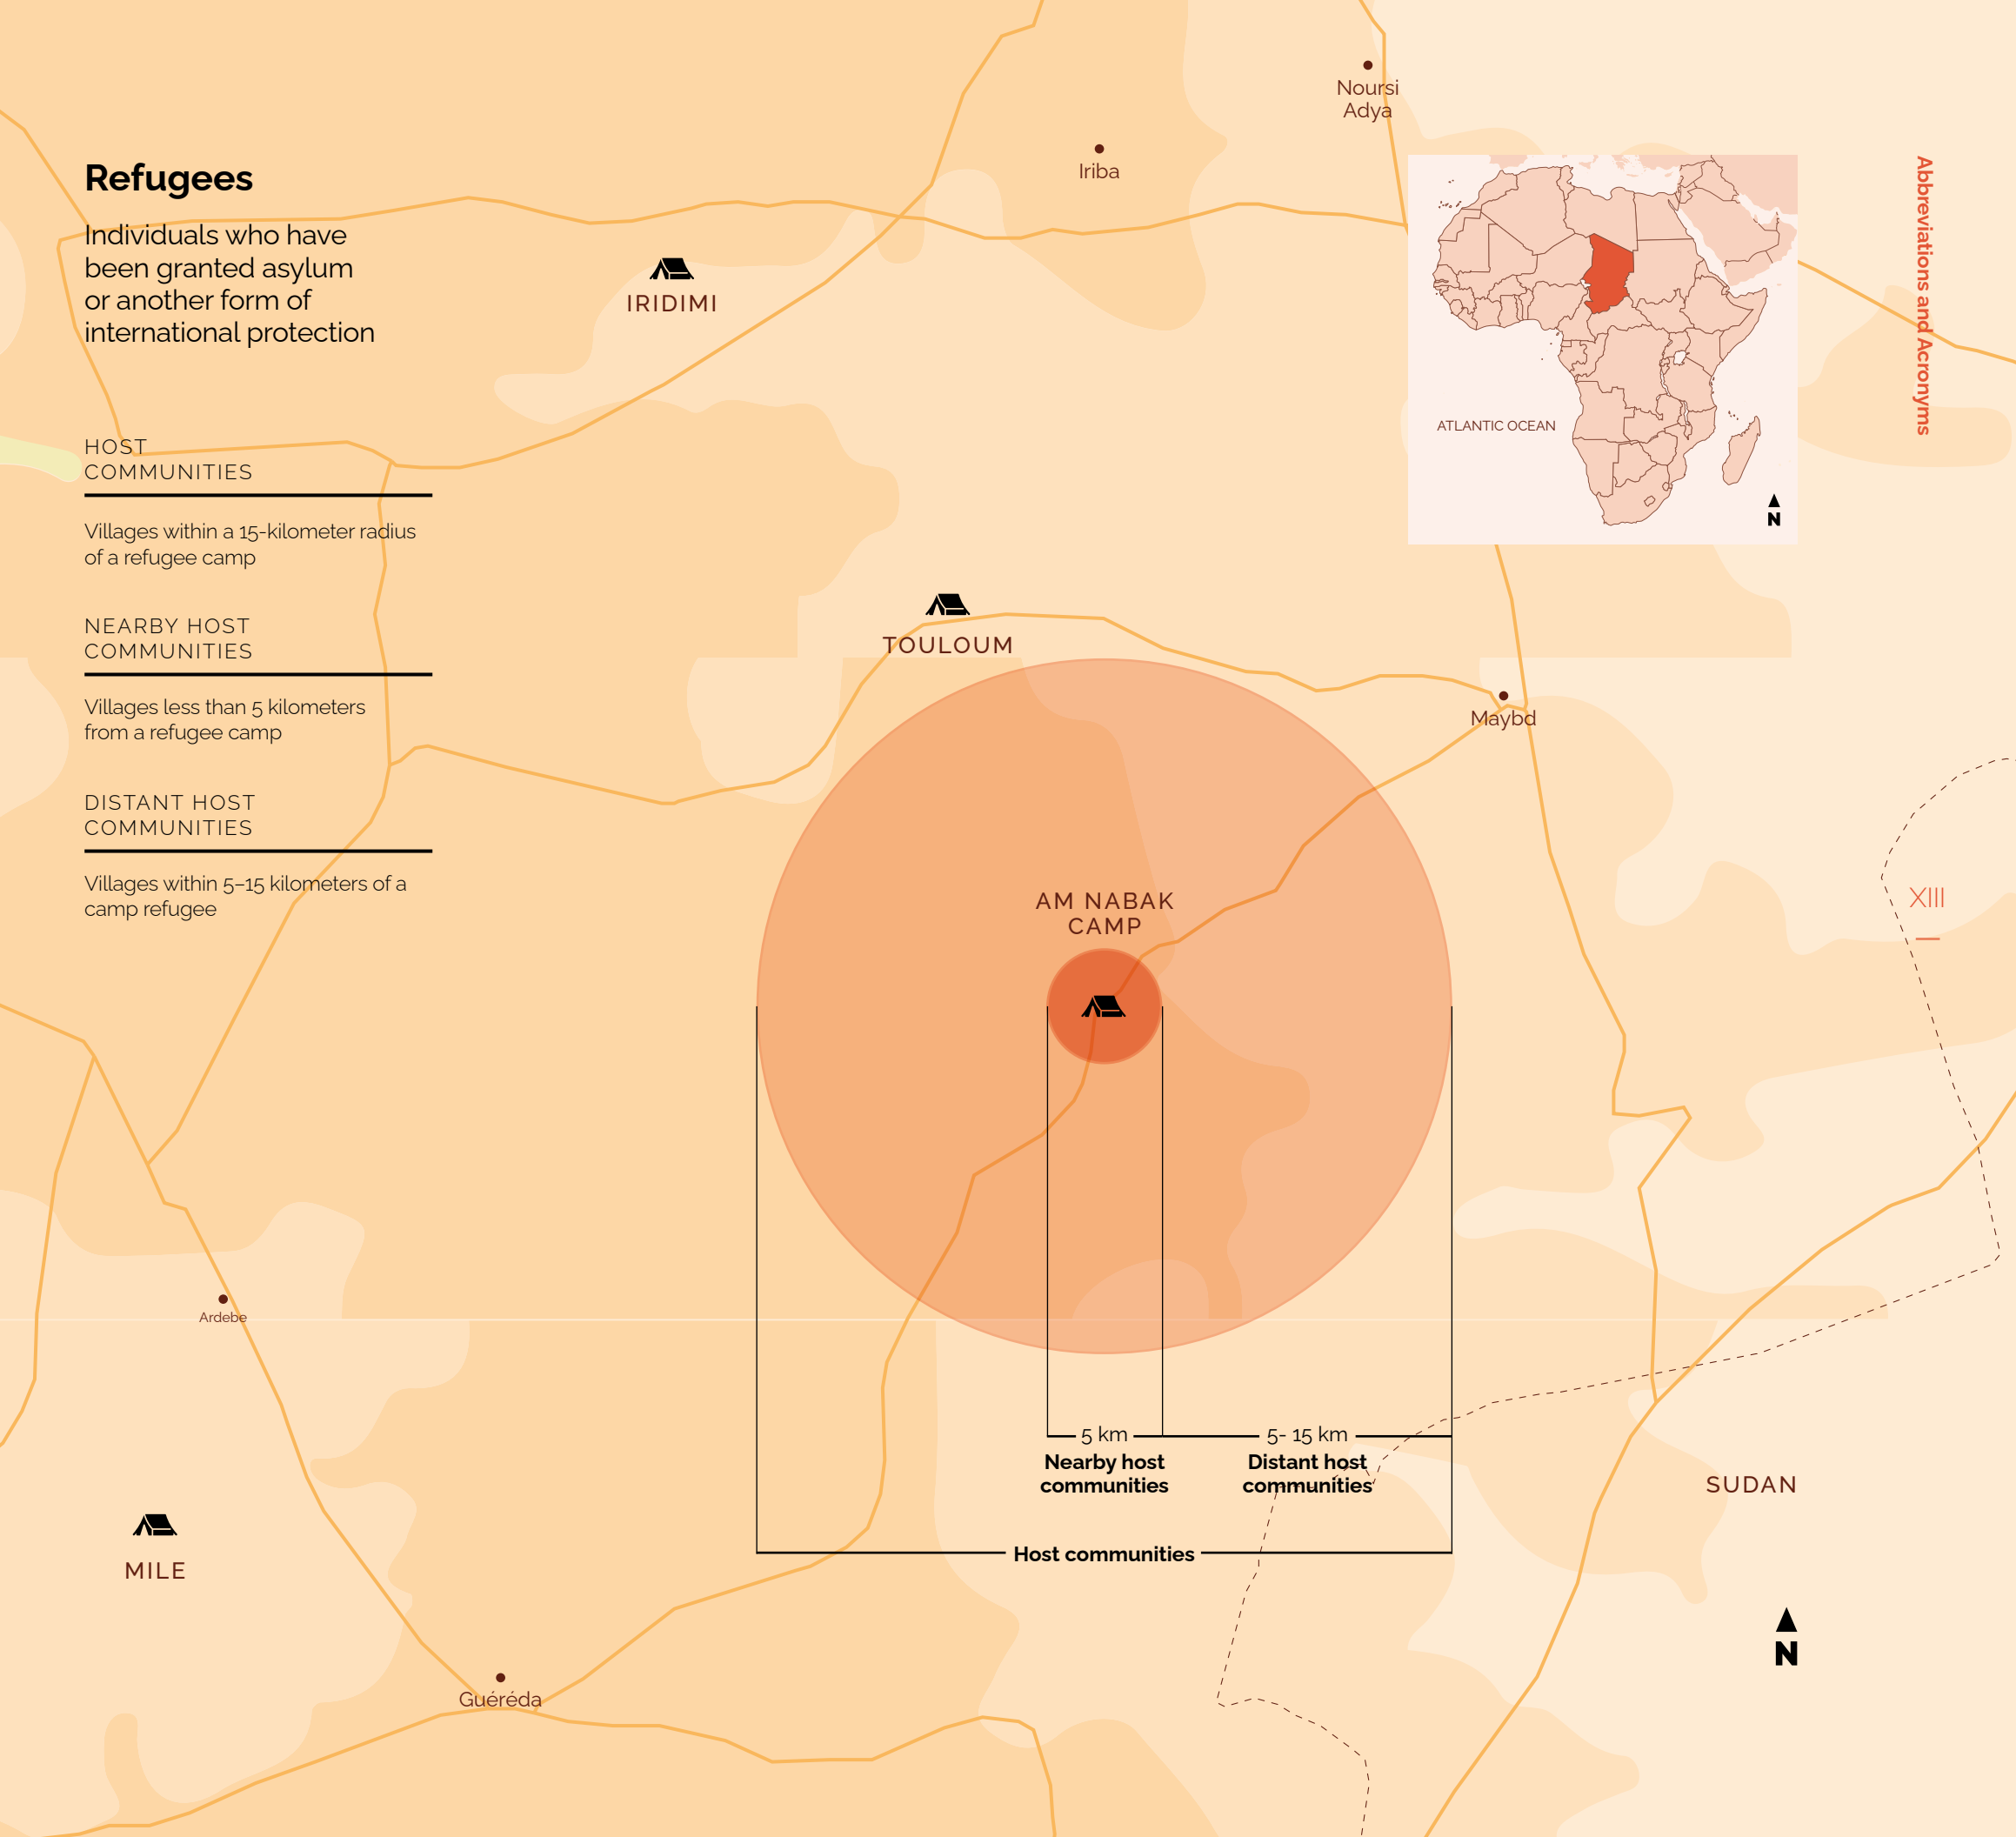 Refugees
Individuals who have
been granted asylum
or another form of
international protection
HOST
COMMUNITIES
Villages within a 15-kilometer radius
of a refugee camp
NEARBY HOST
COMMUNITIES
Villages less than 5 kilometers
from a refugee camp
DISTANT HOST
COMMUNITIES
Villages within 5–15 kilometers of a
camp refugee
Noursi
Adya
Iriba
IRIDIMI
ATLANTIC OCEAN
N
Abbreviations and Acronyms
TOULOUM
Maybd
AM NABAK
CAMP
XIII
Ardebe
5 km
Nearby host
communities
5- 15 km
Distant host
communities
Host communities
SUDAN
MILE
Guéréda
N